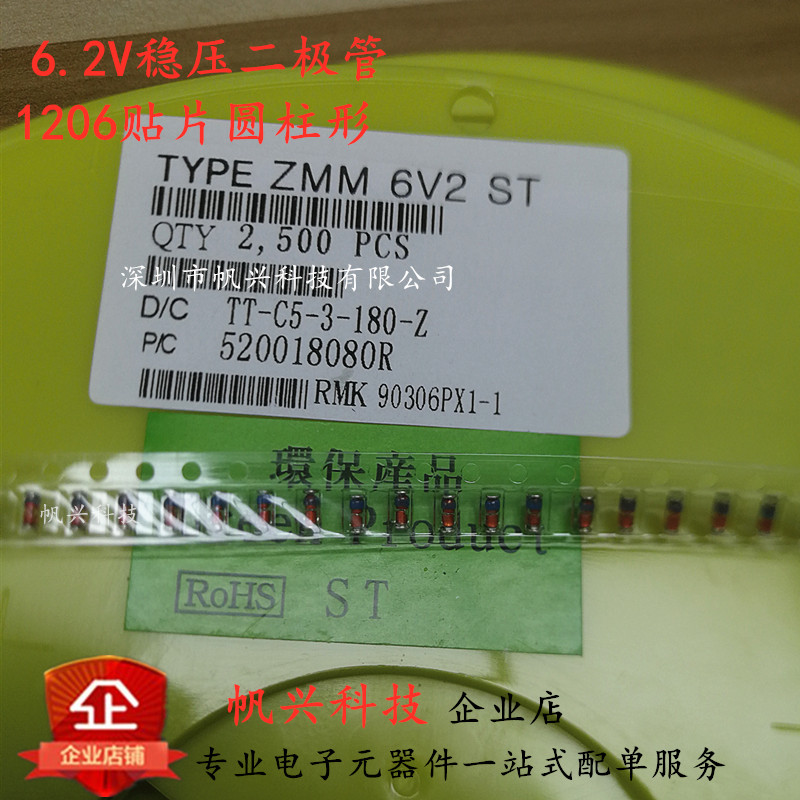 6.2V稳压二极管
1206贴片圆柱形
TYPE ZMM 6V2 ST
QTY 2,500 PCS
深圳市帆兴科技有限公司
D/C TT-C5-3-180-Z
P/C 520018080R
RMK 90306PX1-1
環保産品
帆兴科技
Green Product
RoHS ST
企
企业店铺
帆兴科技 企业店
专业电子元器件一站式配单服务